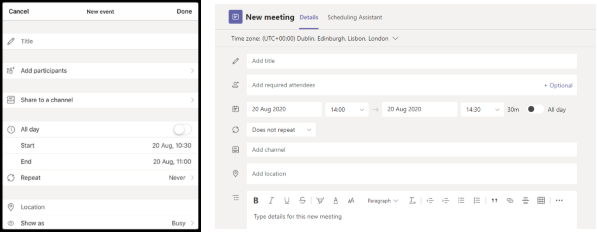 Cancel New event Done
Title
Add participants
Share to a channel
All day
Start 20 Aug, 10:30
End 20 Aug, 11:00
Repeat Never
Location
Show as Busy
New meeting Details Scheduling Assistant
Time zone: (UTC+00:00) Dublin, Edinburgh, Lisbon, London
Add title
Add required attendees + Optional
20 Aug 2020 14:00 → 20 Aug 2020 14:30 30m All day
Does not repeat
Add channel
Add location
B I U S A AA Paragraph
Type details for this new meeting